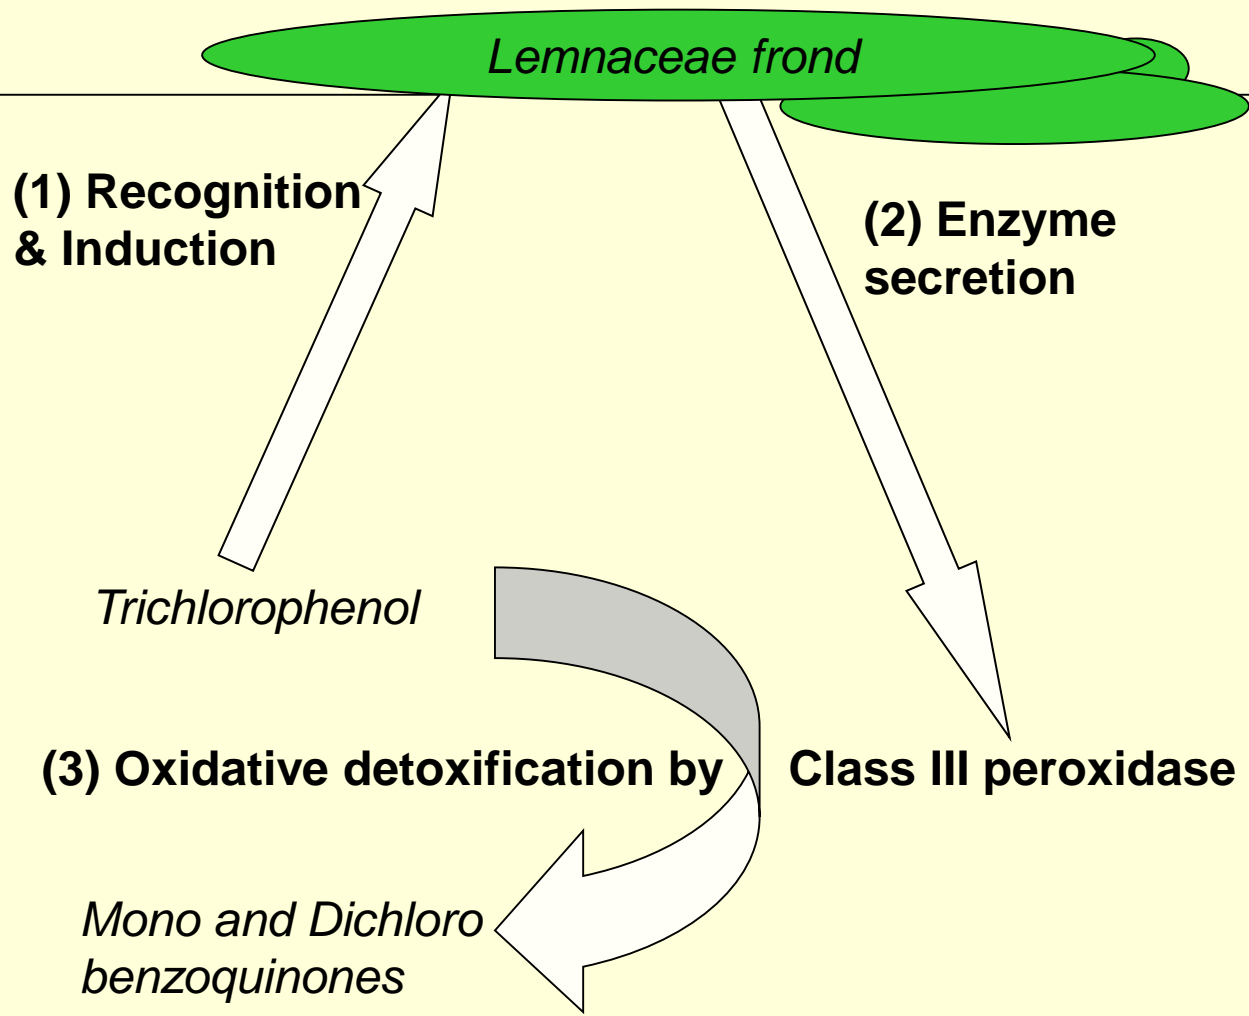 Lemnaceae frond
(1) Recognition
& Induction
(2) Enzyme
secretion
Trichlorophenol
(3) Oxidative detoxification by Class III peroxidase
Mono and Dichloro
benzoquinones